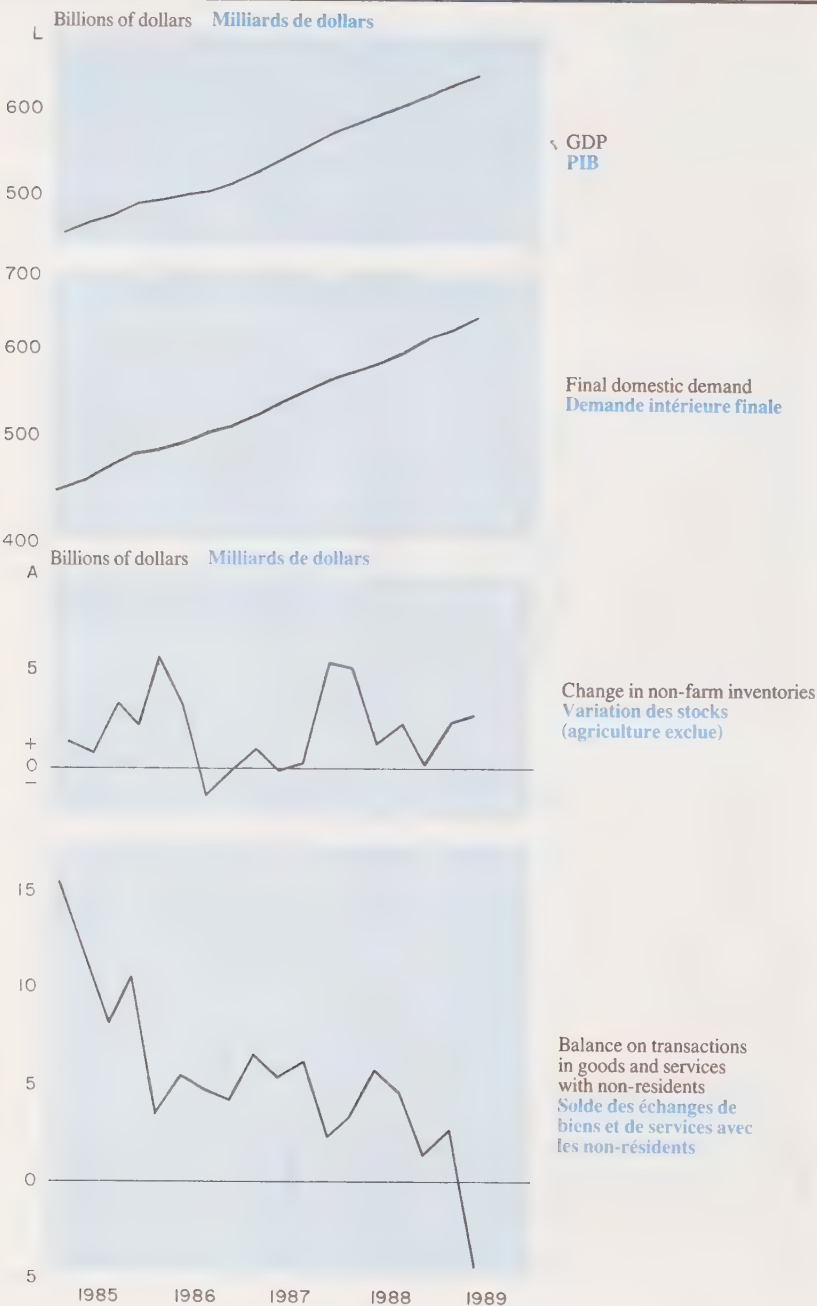 Billions of dollars Milliards de dollars
L
600
500
GDP
PIB
700
600
500
400
Final domestic demand
Demande intérieure finale
Billions of dollars Milliards de dollars
A
5
+
0
−
Change in non-farm inventories
Variation des stocks
(agriculture exclue)
15
10
5
0
5
Balance on transactions
in goods and services
with non-residents
Solde des échanges de
biens et de services avec
les non-résidents
1985 1986 1987 1988 1989